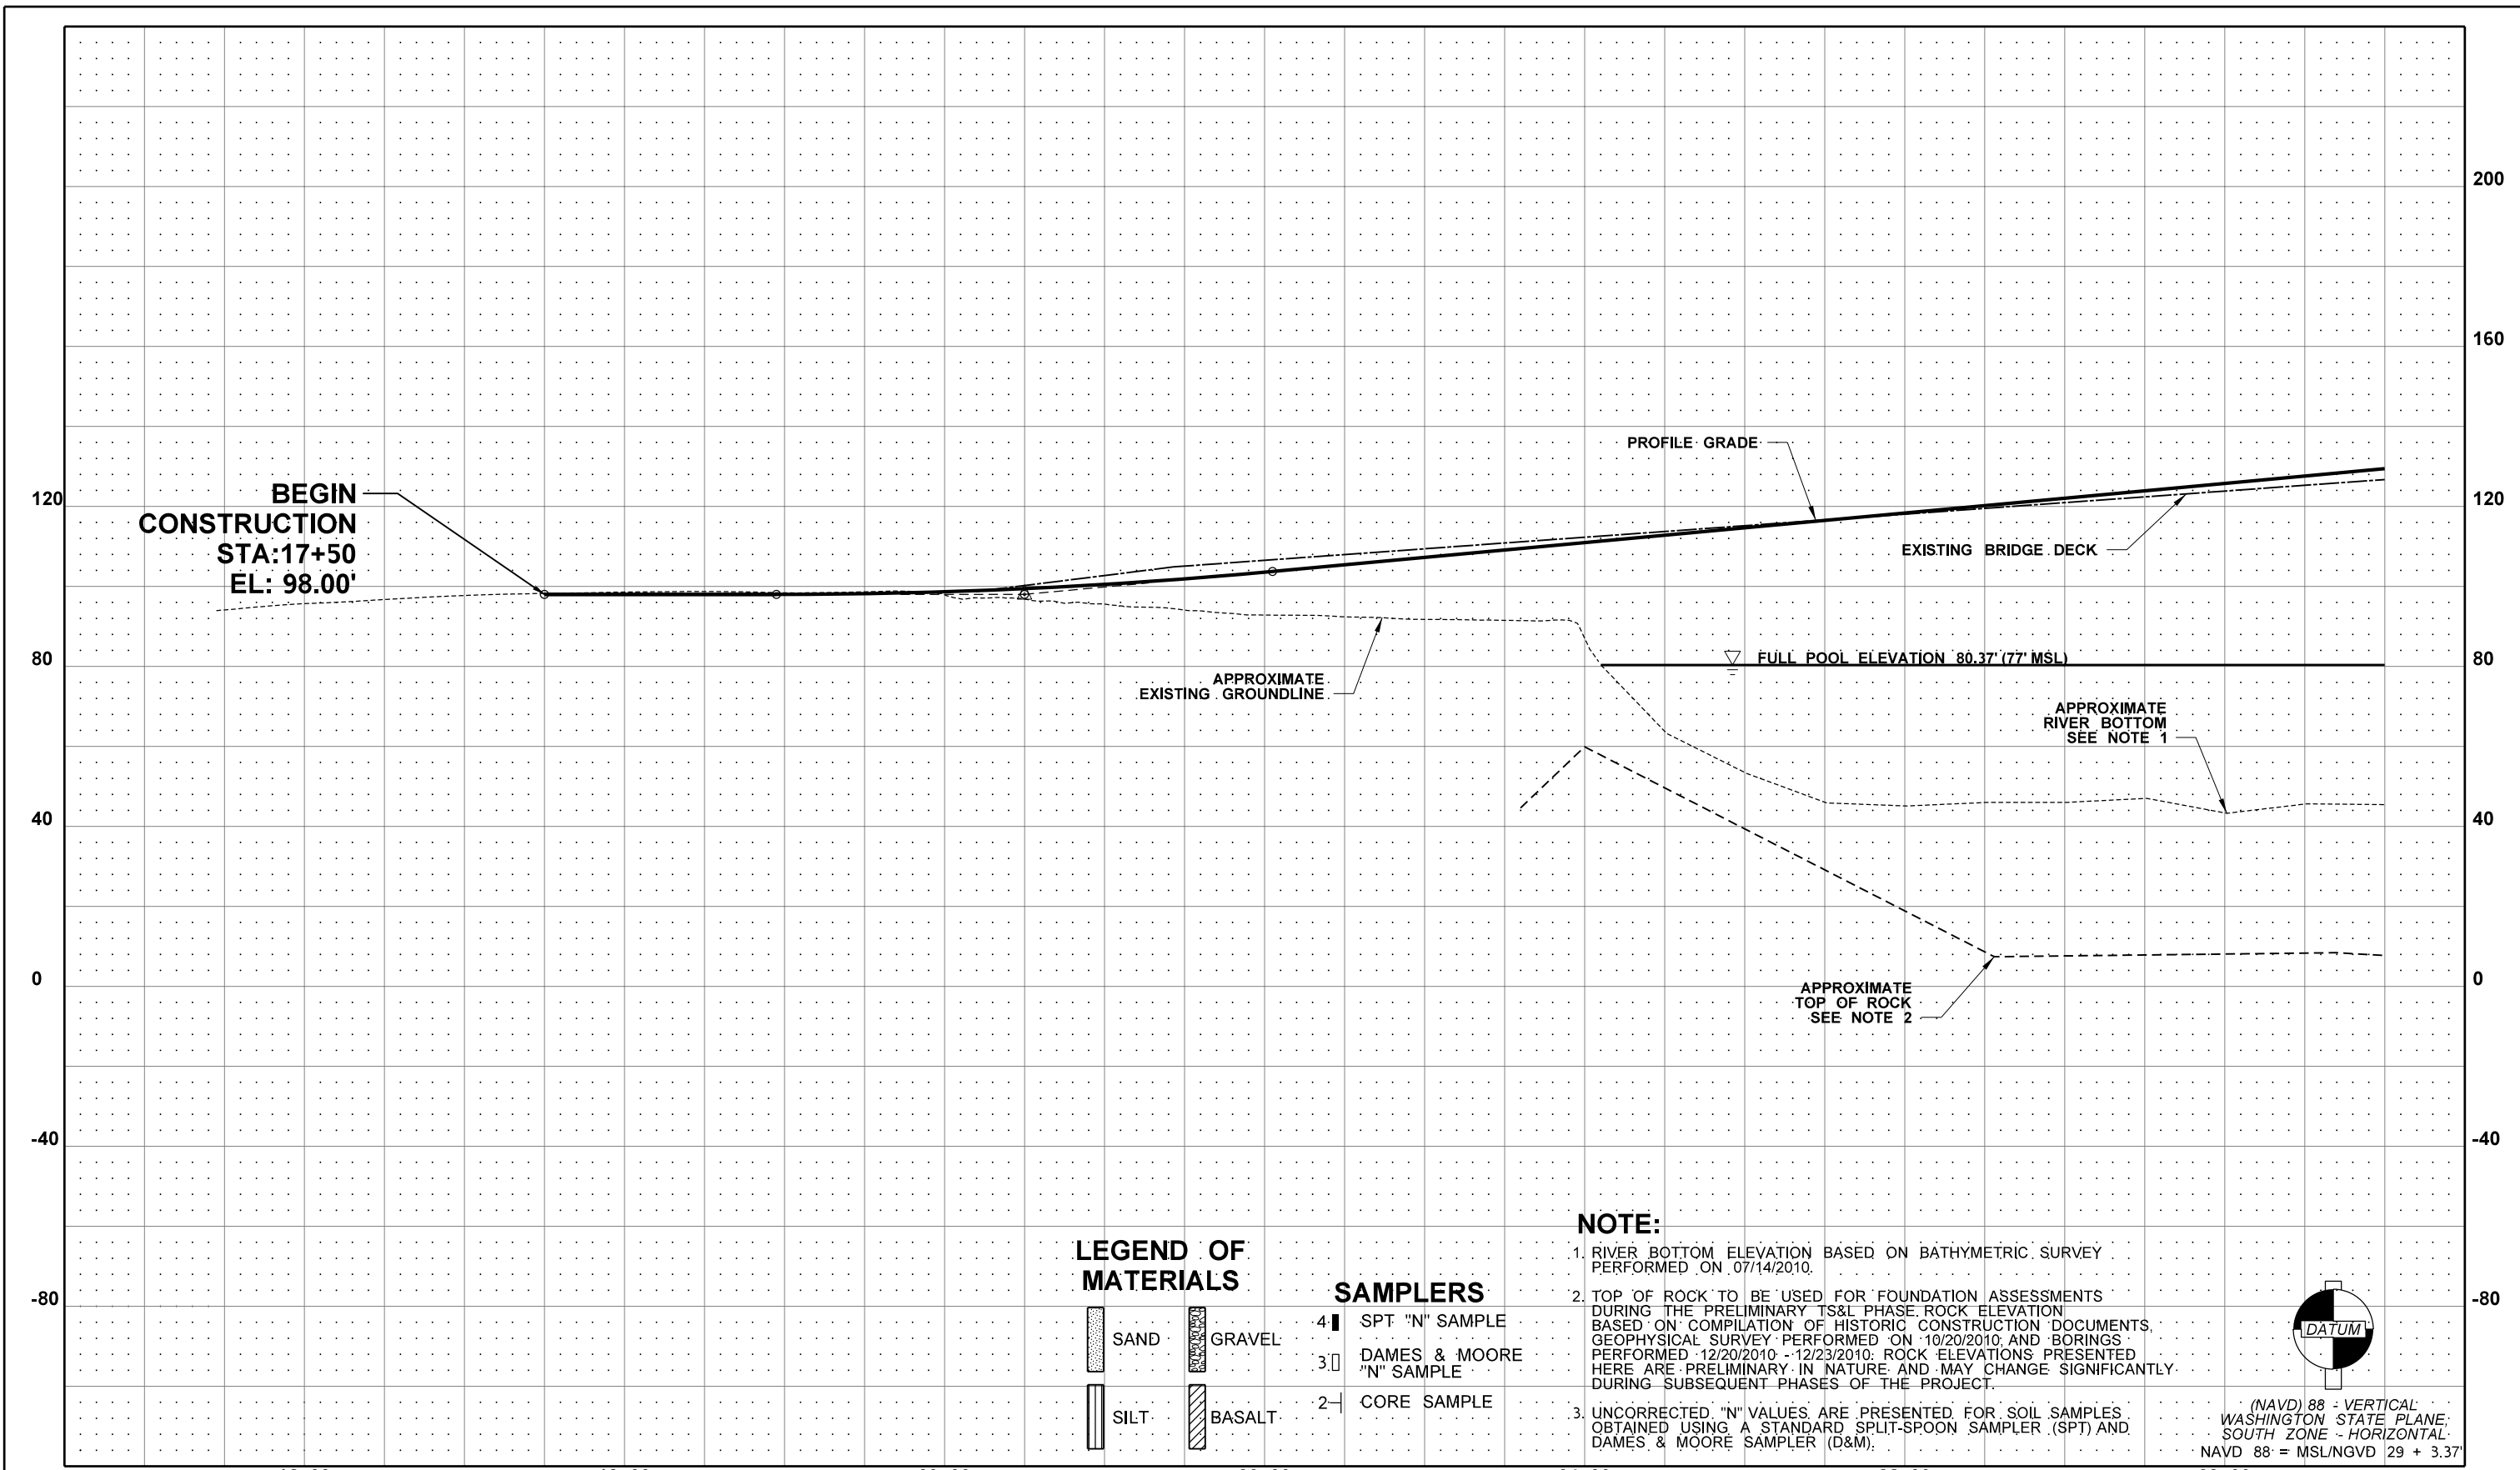 200
160
PROFILE GRADE
BEGIN
CONSTRUCTION
STA:17+50
EL: 98.00'
120
120
EXISTING BRIDGE DECK
80
FULL POOL ELEVATION 80.37' (77' MSL)
80
APPROXIMATE
EXISTING GROUNDLINE
APPROXIMATE
RIVER BOTTOM
SEE NOTE 1
40
40
0
0
APPROXIMATE
TOP OF ROCK
SEE NOTE 2
-40
-40
-80
-80
LEGEND OF
MATERIALS
SAND
GRAVEL
SILT
BASALT
SAMPLERS
4 SPT "N" SAMPLE
3 DAMES & MOORE
"N" SAMPLE
2 CORE SAMPLE
NOTE:
1. RIVER BOTTOM ELEVATION BASED ON BATHYMETRIC SURVEY
PERFORMED ON 07/14/2010.
2. TOP OF ROCK TO BE USED FOR FOUNDATION ASSESSMENTS
DURING THE PRELIMINARY TS&L PHASE. ROCK ELEVATION
BASED ON COMPILATION OF HISTORIC CONSTRUCTION DOCUMENTS,
GEOPHYSICAL SURVEY PERFORMED ON 10/20/2010, AND BORINGS
PERFORMED 12/20/2010 - 12/23/2010. ROCK ELEVATIONS PRESENTED
HERE ARE PRELIMINARY IN NATURE AND MAY CHANGE SIGNIFICANTLY
DURING SUBSEQUENT PHASES OF THE PROJECT.
3. UNCORRECTED "N" VALUES ARE PRESENTED FOR SOIL SAMPLES
OBTAINED USING A STANDARD SPLIT-SPOON SAMPLER (SPT) AND
DAMES & MOORE SAMPLER (D&M).
DATUM
(NAVD) 88 - VERTICAL
WASHINGTON STATE PLANE,
SOUTH ZONE - HORIZONTAL
NAVD 88 = MSL/NGVD 29 + 3.37'